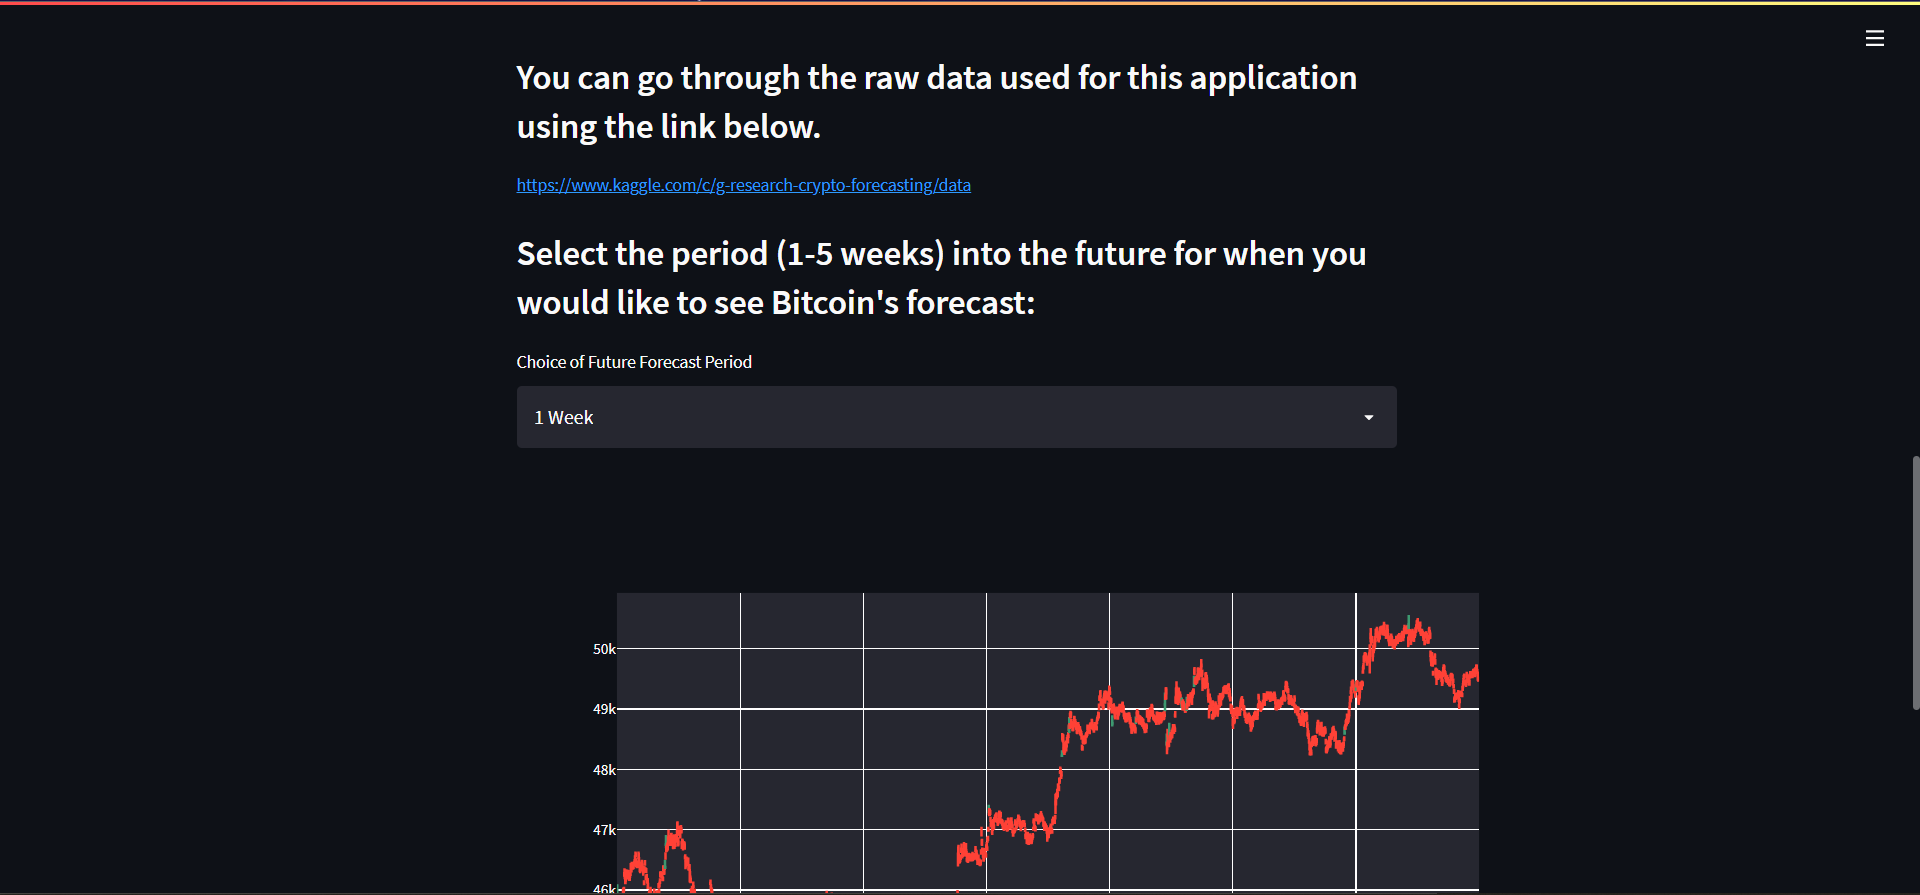 You can go through the raw data used for this application
using the link below.
https://www.kaggle.com/c/g-research-crypto-forecasting/data
Select the period (1-5 weeks) into the future for when you
would like to see Bitcoin's forecast:
Choice of Future Forecast Period
1 Week
50k
49k
48k
47k
46k